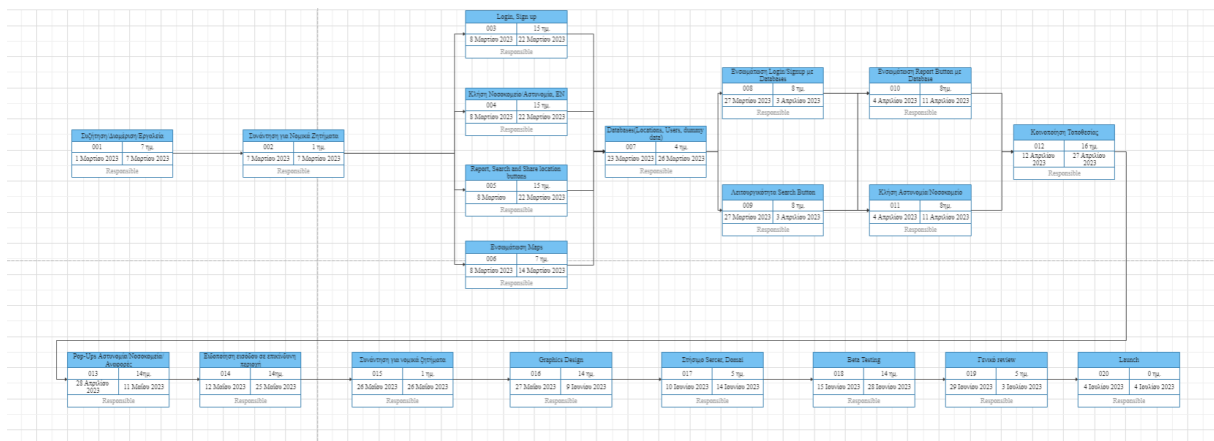 Login, Sign up
003 15 ημ.
8 Μαρτίου 2023 22 Μαρτίου 2023
Responsible
Κλήση Νοσοκομείο/Αστυνομία, EN
004 15 ημ.
8 Μαρτίου 2023 22 Μαρτίου 2023
Responsible
Report, Search and Share location
buttons
005 15 ημ.
8 Μαρτίου 22 Μαρτίου 2023
Responsible
Ενσωμάτωση Maps
006 7 ημ.
8 Μαρτίου 2023 14 Μαρτίου 2023
Responsible
Συζήτηση/Διαμέριση/Εργαλεία
001 7 ημ.
1 Μαρτίου 2023 7 Μαρτίου 2023
Responsible
Συνάντηση για Νομικά Ζητήματα
002 1 ημ.
7 Μαρτίου 2023 7 Μαρτίου 2023
Responsible
Databases(Locations, Users, dummy
data)
007 4 ημ.
23 Μαρτίου 2023 26 Μαρτίου 2023
Responsible
Ενσωμάτωση Login/Signup με
Databases
008 8 ημ.
27 Μαρτίου 2023 3 Απριλίου 2023
Responsible
Λειτουργικότητα Search Button
009 8 ημ.
27 Μαρτίου 2023 3 Απριλίου 2023
Responsible
Ενσωμάτωση Report Button με
Database
010 8ημ.
4 Απριλίου 2023 11 Απριλίου 2023
Responsible
Κλήση Αστυνομία/Νοσοκομείο
011 8ημ.
4 Απριλίου 2023 11 Απριλίου 2023
Responsible
Κοινοποίηση Τοποθεσίας
012 16 ημ.
12 Απριλίου
2023 27 Απριλίου
2023
Responsible
Pop-Ups Αστυνομία/Νοσοκομείο/
Αναφοράς
013 14ημ.
28 Απριλίου
2023 11 Μαΐου 2023
Responsible
Ειδοποίηση εισόδου σε επικίνδυνη
περιοχή
014 14ημ.
12 Μαΐου 2023 25 Μαΐου 2023
Responsible
Συνάντηση για νομικά ζητήματα
015 1 ημ.
26 Μαΐου 2023 26 Μαΐου 2023
Responsible
Graphics Design
016 14 ημ.
27 Μαΐου 2023 9 Ιουνίου 2023
Responsible
Στήσιμο
017 5 ημ.
10 Ιουνίου 2023 14 Ιουνίου 2023
Responsible
Beta Testing
018 14 ημ.
15 Ιουνίου 2023 28 Ιουνίου 2023
Responsible
Γενικό review
019 5 ημ.
29 Ιουνίου 2023 3 Ιουλίου 2023
Responsible
Launch
020 0 ημ.
4 Ιουλίου 2023 4 Ιουλίου 2023
Responsible